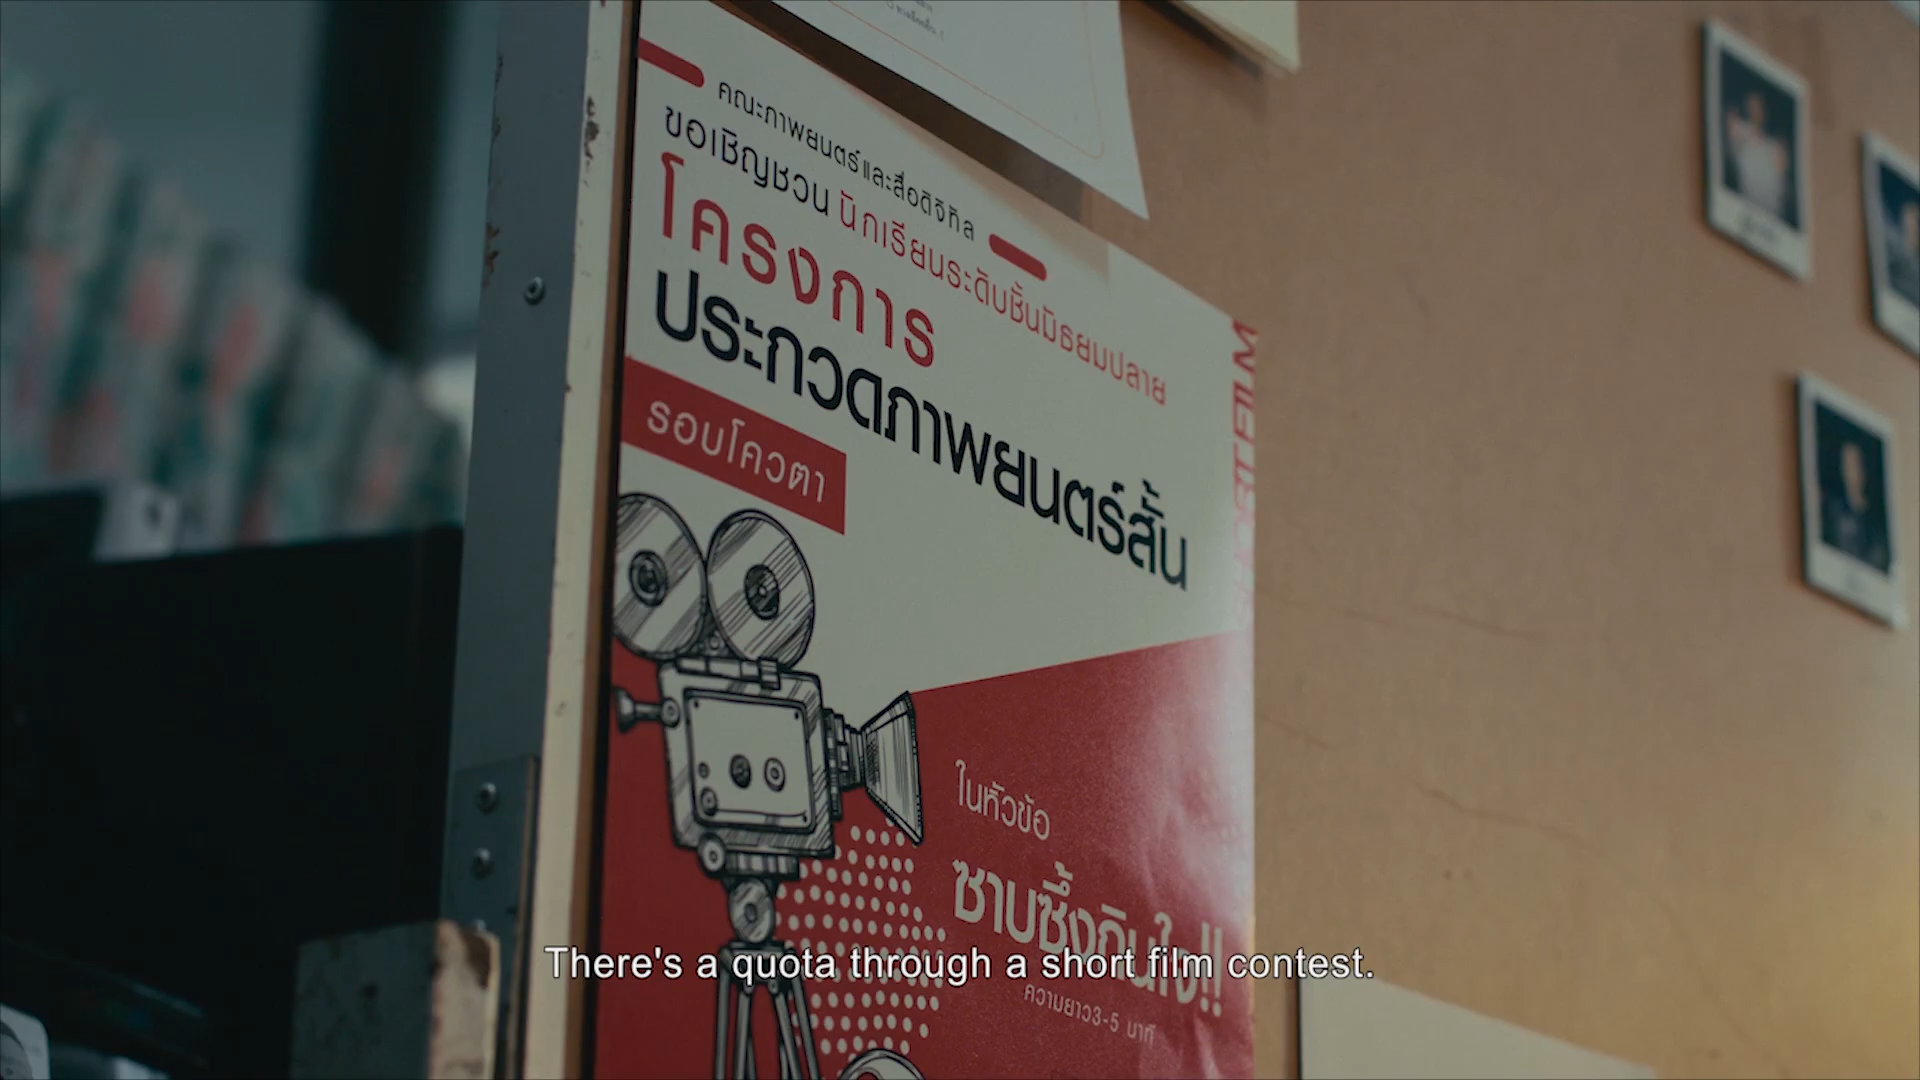 คณะภาพยนตร์และสื่อดิจิทัล
ขอเชิญชวน นักเรียนระดับชั้นมัธยมปลาย
โครงการ
ประกวดภาพยนตร์สั้น
รอบโควตา
SHORT FILM
ในหัวข้อ
ซาบซึ้งกินใจ!!
ความยาว3-5 นาที
There's a quota through a short film contest.